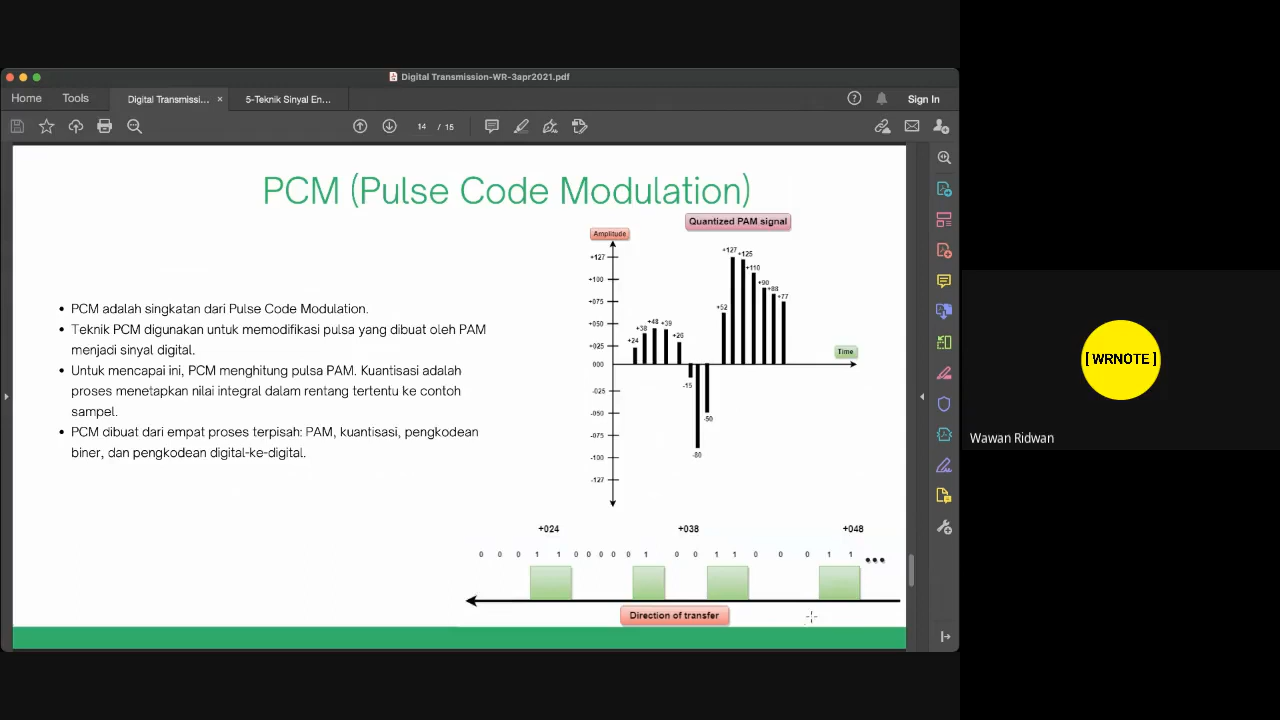 Digital Transmission-WR-3apr2021.pdf
Home Tools Digital Transmissi... × 5-Teknik Sinyal En... Sign In
14 / 15
PCM (Pulse Code Modulation)
Quantized PAM signal
Amplitude
PCM adalah singkatan dari Pulse Code Modulation.
Teknik PCM digunakan untuk memodifikasi pulsa yang dibuat oleh PAM
menjadi sinyal digital.
Untuk mencapai ini, PCM menghitung pulsa PAM. Kuantisasi adalah
proses menetapkan nilai integral dalam rentang tertentu ke contoh
sampel.
PCM dibuat dari empat proses terpisah: PAM, kuantisasi, pengkodean
biner, dan pengkodean digital-ke-digital.
+127
+100
+075
+050
+025
000
-025
-050
-075
-100
-127
+24
+38
+48
+39
+26
-15
-80
-50
+52
+127
+125
+110
+90
+88
+77
Time
+024 +038 +048
0 0 0 1 1 0 0 0 0 0 1 0 0 1 1 0 0 0 1 1 •••
Direction of transfer
[ WRNOTE ]
Wawan Ridwan